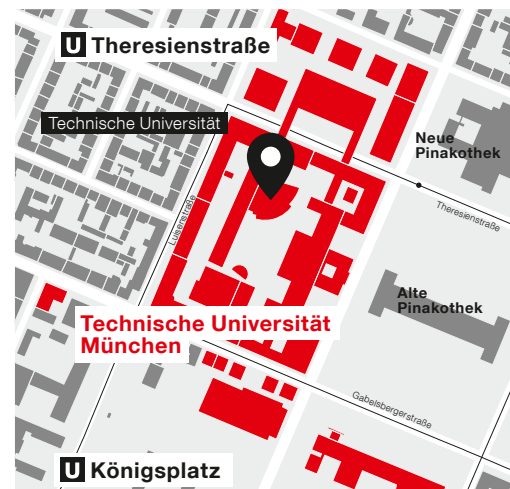 U Theresienstraße
Technische Universität
Neue
Pinakothek
Theresienstraße
Luisenstraße
Alte
Pinakothek
Technische Universität
München
Gabelsbergerstraße
U Königsplatz